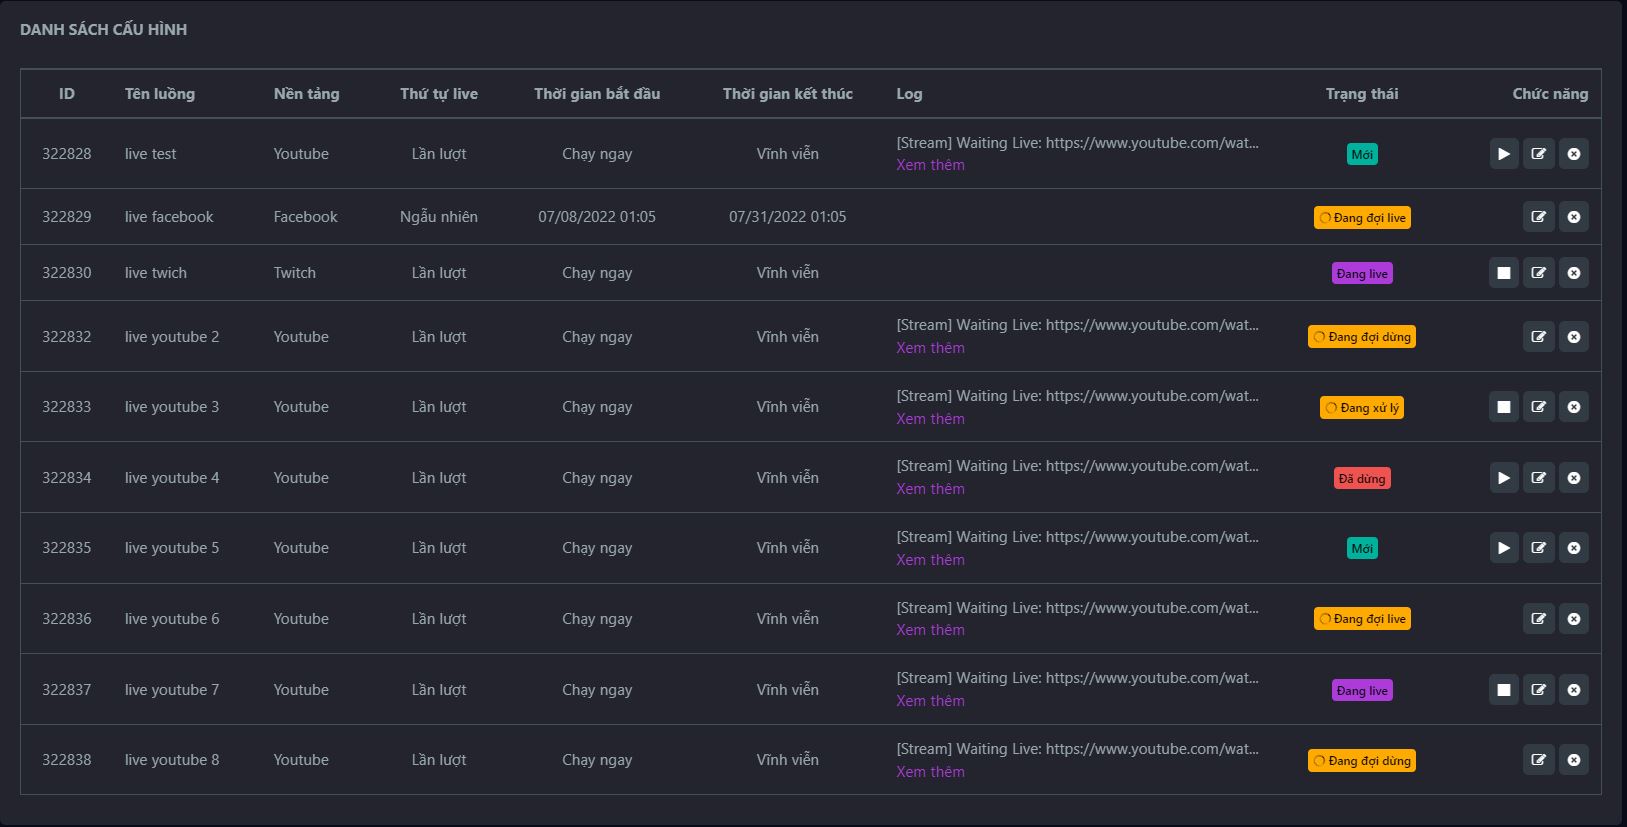 DANH SÁCH CẤU HÌNH
ID Tên luồng Nền tảng Thứ tự live Thời gian bắt đầu Thời gian kết thúc Log Trạng thái Chức năng
322828 live test Youtube Lần lượt Chạy ngay Vĩnh viễn [Stream] Waiting Live: https://www.youtube.com/wat... Mới
Xem thêm
322829 live facebook Facebook Ngẫu nhiên 07/08/2022 01:05 07/31/2022 01:05 Đang đợi live
322830 live twich Twitch Lần lượt Chạy ngay Vĩnh viễn Đang live
322832 live youtube 2 Youtube Lần lượt Chạy ngay Vĩnh viễn [Stream] Waiting Live: https://www.youtube.com/wat... Đang đợi dừng
Xem thêm
322833 live youtube 3 Youtube Lần lượt Chạy ngay Vĩnh viễn [Stream] Waiting Live: https://www.youtube.com/wat... Đang xử lý
Xem thêm
322834 live youtube 4 Youtube Lần lượt Chạy ngay Vĩnh viễn [Stream] Waiting Live: https://www.youtube.com/wat... Đã dừng
Xem thêm
322835 live youtube 5 Youtube Lần lượt Chạy ngay Vĩnh viễn [Stream] Waiting Live: https://www.youtube.com/wat... Mới
Xem thêm
322836 live youtube 6 Youtube Lần lượt Chạy ngay Vĩnh viễn [Stream] Waiting Live: https://www.youtube.com/wat... Đang đợi live
Xem thêm
322837 live youtube 7 Youtube Lần lượt Chạy ngay Vĩnh viễn [Stream] Waiting Live: https://www.youtube.com/wat... Đang live
Xem thêm
322838 live youtube 8 Youtube Lần lượt Chạy ngay Vĩnh viễn [Stream] Waiting Live: https://www.youtube.com/wat... Đang đợi dừng
Xem thêm